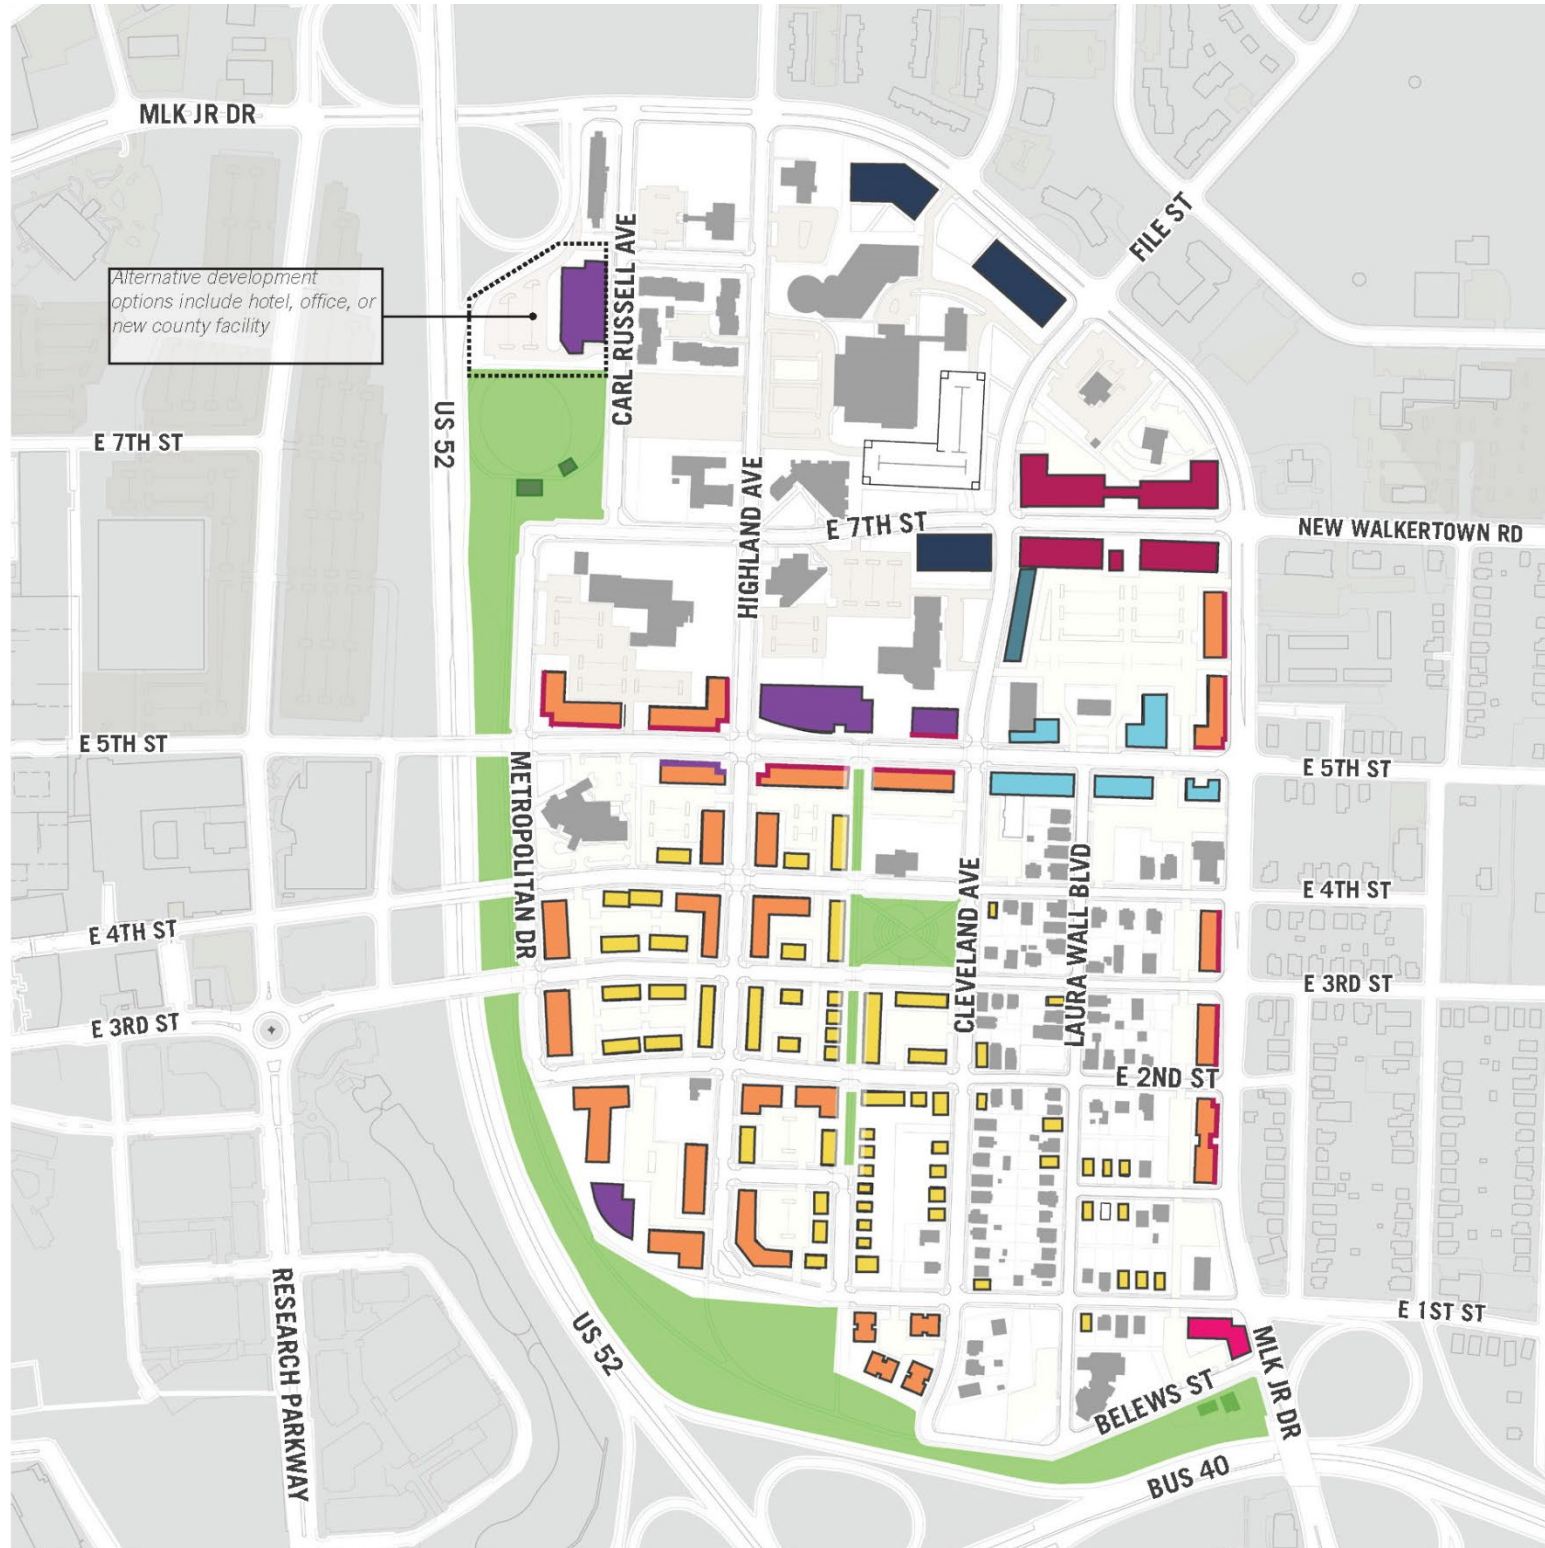 MLK JR DR
FILE ST
CARL RUSSELL AVE
Alternative development
options include hotel, office, or
new county facility
US 52
E 7TH ST
HIGHLAND AVE
E 7TH ST
NEW WALKERTOWN RD
E 5TH ST
METROPOLITAN DR
E 5TH ST
CLEVELAND AVE
LAURA WALL BLVD
E 4TH ST
E 4TH ST
E 3RD ST
E 3RD ST
E 2ND ST
RESEARCH PARKWAY
US 52
E 1ST ST
MLK JR DR
BELEWS ST
BUS 40